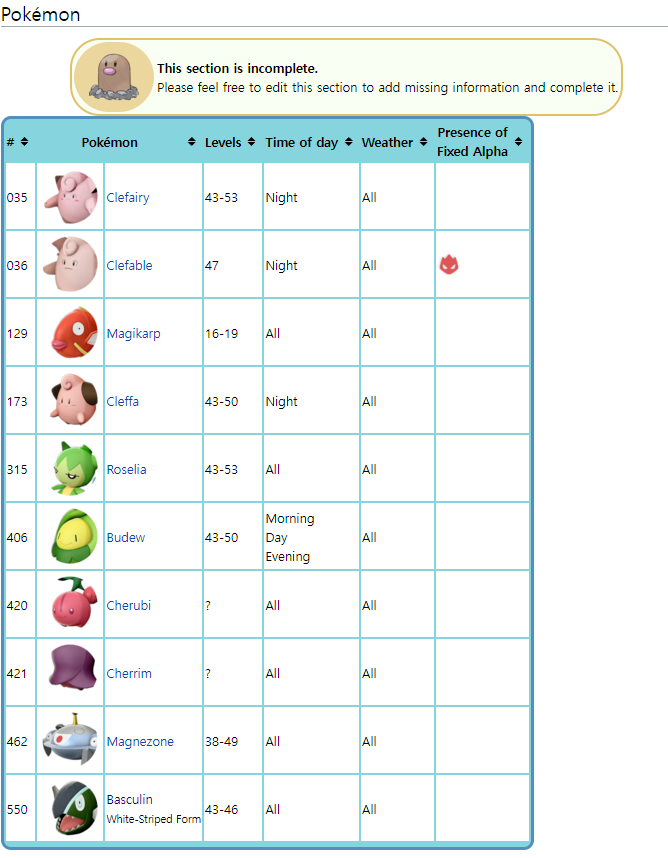 Pokémon
This section is incomplete.
Please feel free to edit this section to add missing information and complete it.
# Pokémon Levels Time of day Weather Presence of
Fixed Alpha
035 Clefairy 43-53 Night All
036 Clefable 47 Night All
129 Magikarp 16-19 All All
173 Cleffa 43-50 Night All
315 Roselia 43-53 All All
406 Budew 43-50 Morning
Day
Evening All
420 Cherubi ? All All
421 Cherrim ? All All
462 Magnezone 38-49 All All
550 Basculin
White-Striped Form 43-46 All All